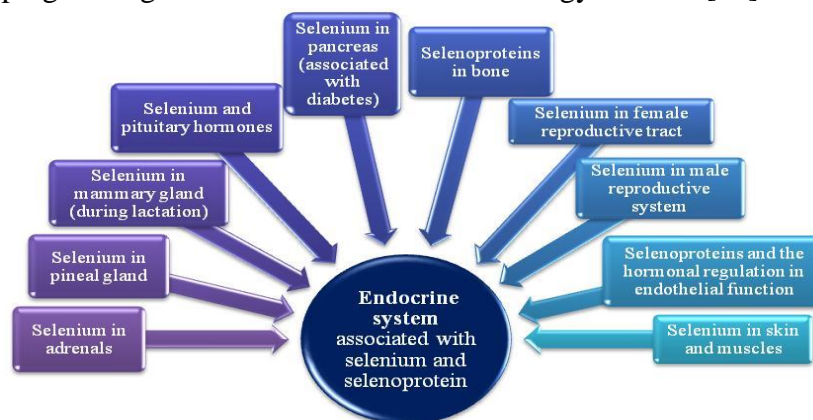 Selenium in
pancreas
(associated
with
diabetes)
Selenoproteins
in bone
Selenium and
pituitary hormones
Selenium in female
reproductive tract
Selenium in
mammary gland
(during lactation)
Selenium in male
reproductive
system
Selenium in
pineal gland
Selenoproteins and the
hormonal regulation in
endothelial function
Selenium in
adrenals
Selenium in skin
and muscles
Endocrine
system
associated with
selenium and
selenoprotein